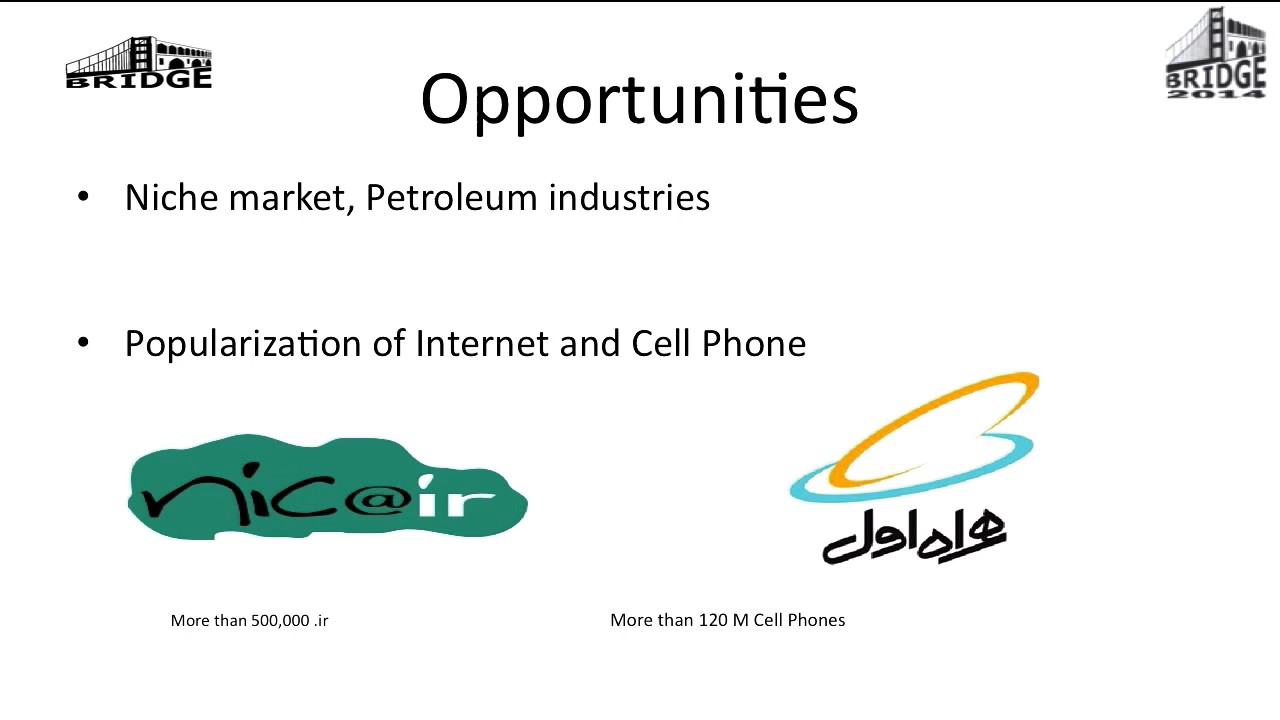 BRIDGE
BRIDGE
2014
Opportunities
• Niche market, Petroleum industries
• Popularization of Internet and Cell Phone
nic@ir
همراه اول
More than 500,000 .ir
More than 120 M Cell Phones